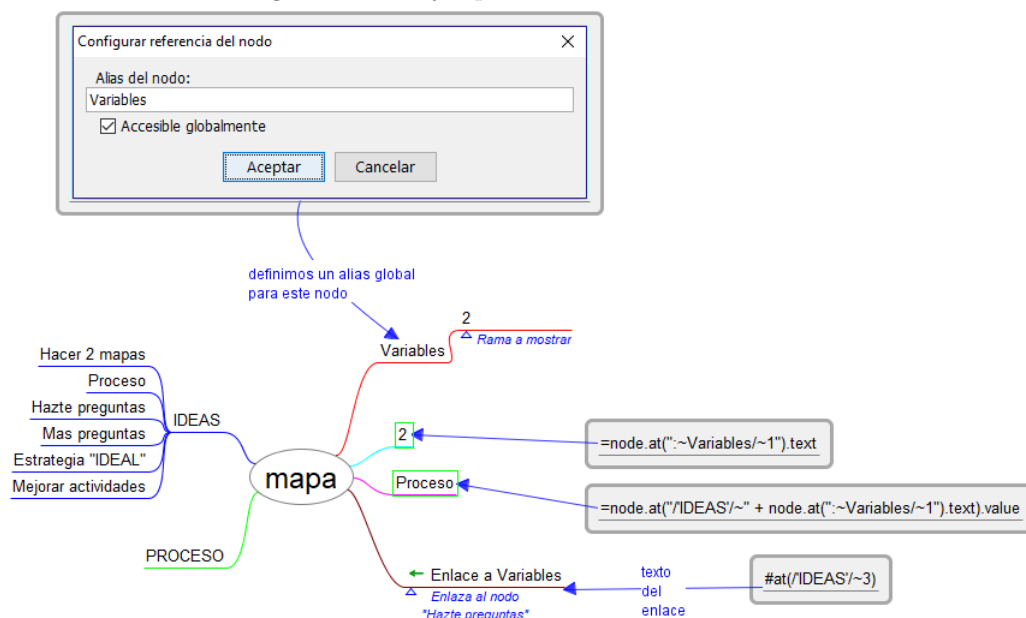 Configurar referencia del nodo
Alias del nodo:
Variables
Accesible globalmente
Aceptar
Cancelar
definimos un alias global
para este nodo
2
Rama a mostrar
Variables
Hacer 2 mapas
Proceso
Hazte preguntas
Mas preguntas
Estrategia "IDEAL"
Mejorar actividades
IDEAS
mapa
PROCESO
2
=node.at(":~Variables/~1").text
Proceso
=node.at("/'IDEAS'/~" + node.at(":~Variables/~1").text).value
Enlace a Variables
Enlaza al nodo
"Hazte preguntas"
texto
del
enlace
#at(/'IDEAS'/~3)